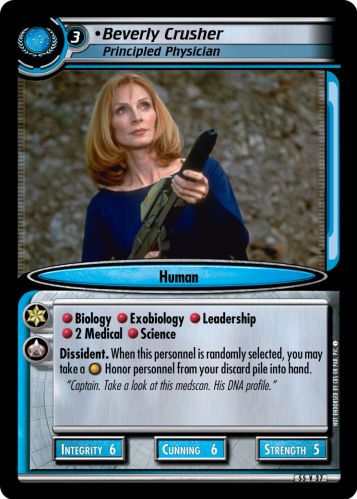 3
•Beverly Crusher
Principled Physician
Human
Biology Exobiology Leadership
2 Medical Science
Dissident. When this personnel is randomly selected, you may
take a Honor personnel from your discard pile into hand.
"Captain. Take a look at this medscan. His DNA profile."
INTEGRITY 6
CUNNING 6
STRENGTH 5
NOT ENDORSED BY CBS OR PAR. PIC.
55 V 27